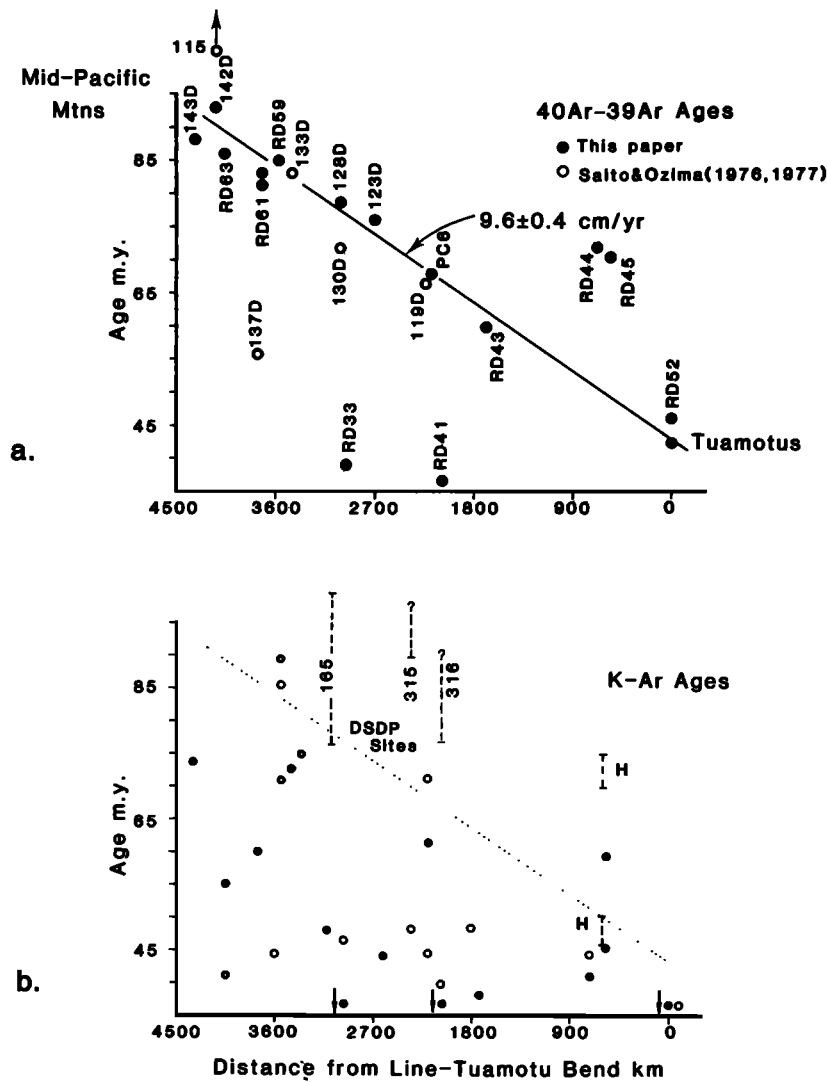 115
Mid-Pacific
Mtns
143D
142D
RD63
RD61
RD59
133D
128D
123D
130D
137D
119D
PC6
RD33
RD41
RD43
RD44
RD45
RD52
40Ar-39Ar Ages
This paper
Saito&Ozima(1976,1977)
9.6±0.4 cm/yr
Tuamotus
Age m.y.
85
65
45
a.
4500 3600 2700 1800 900 0
165
?
315
?
316
K-Ar Ages
DSDP
Sites
H
H
Age m.y.
85
65
45
b.
4500 3600 2700 1800 900 0
Distance from Line-Tuamotu Bend km